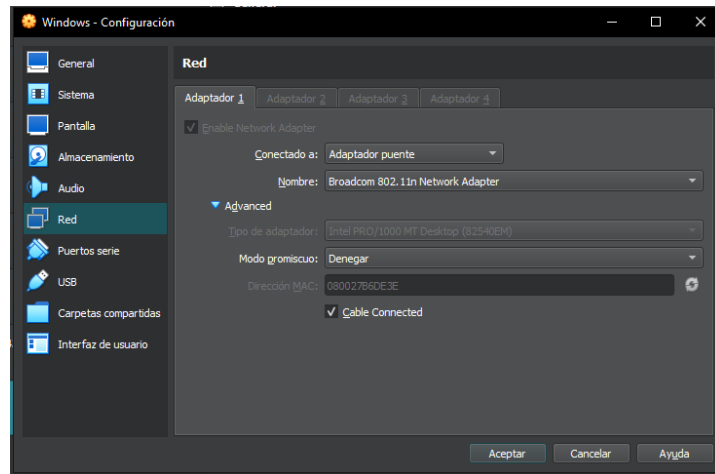 Windows - Configuración
General
Sistema
Pantalla
Almacenamiento
Audio
Red
Puertos serie
USB
Carpetas compartidas
Interfaz de usuario
Red
Adaptador 1 Adaptador 2 Adaptador 3 Adaptador 4
Enable Network Adapter
Conectado a: Adaptador puente
Nombre: Broadcom 802.11n Network Adapter
Advanced
Tipo de adaptador: Intel PRO/1000 MT Desktop (82540EM)
Modo promiscuo: Denegar
Dirección MAC: 080027B6DE3E
Cable Connected
Aceptar Cancelar Ayuda